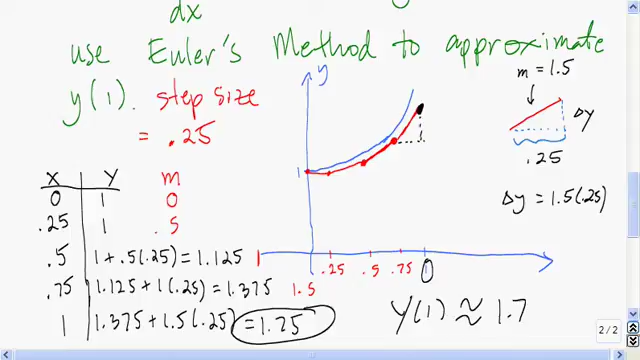 dx
use Euler's Method to approximate
y(1). step size
= .25
x y m
0 1 0
.25 1 .5
.5 1 + .5(.25) = 1.125 1
.75 1.125 + 1(.25) = 1.375 1.5
1 1.375 + 1.5(.25) = 1.75
y
1
.25 .5 .75 1
m = 1.5
Δy
.25
Δy = 1.5(.25)
y(1) ≈ 1.7
2/2